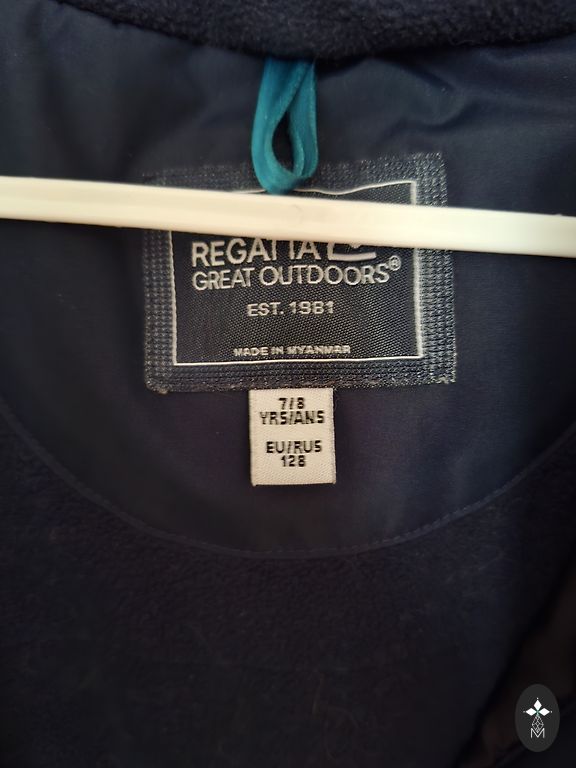 REGATTA
GREAT OUTDOORS®
EST. 1981
MADE IN MYANMAR
7/8
YRS/ANS
EU/RUS
128
M